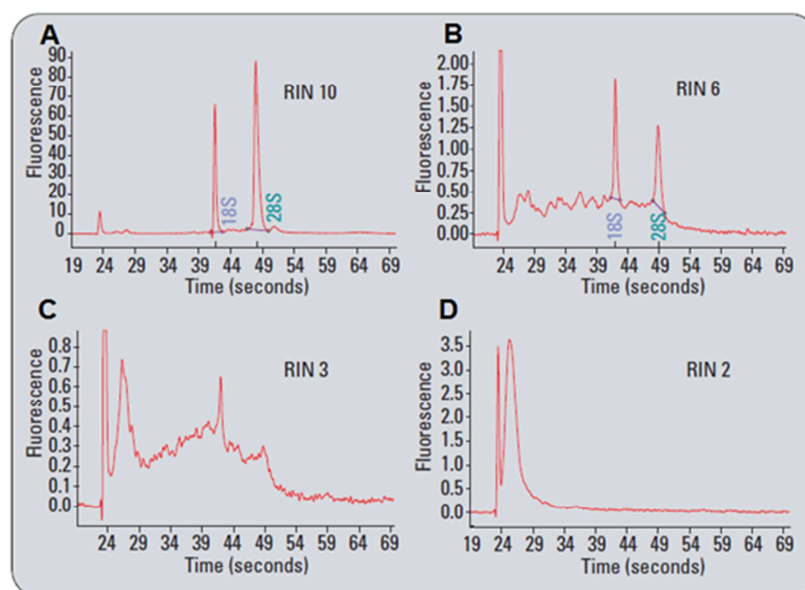 A
Fluorescence
90
80
70
60
50
40
30
20
10
0
RIN 10
18S
28S
19 24 29 34 39 44 49 54 59 64 69
Time (seconds)
B
Fluorescence
2.00
1.75
1.50
1.25
1.00
0.75
0.50
0.25
0.00
RIN 6
18S
28S
24 29 34 39 44 49 54 59 64 69
Time (seconds)
C
Fluorescence
0.8
0.7
0.6
0.5
0.4
0.3
0.2
0.1
0.0
RIN 3
24 29 34 39 44 49 54 59 64 69
Time (seconds)
D
Fluorescence
3.5
3.0
2.5
2.0
1.5
1.0
0.5
0.0
RIN 2
19 24 29 34 39 44 49 54 59 64 69
Time (seconds)